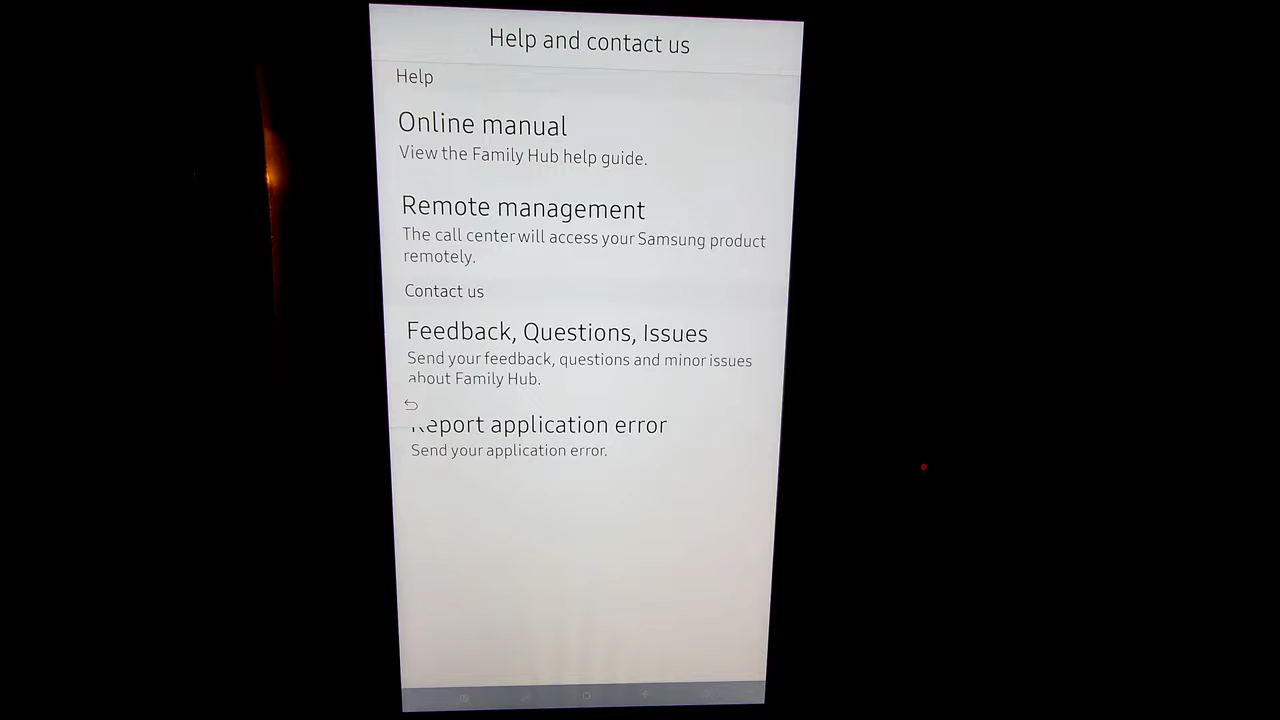 Help and contact us
Help
Online manual
View the Family Hub help guide.
Remote management
The call center will access your Samsung product
remotely.
Contact us
Feedback, Questions, Issues
Send your feedback, questions and minor issues
about Family Hub.
Report application error
Send your application error.